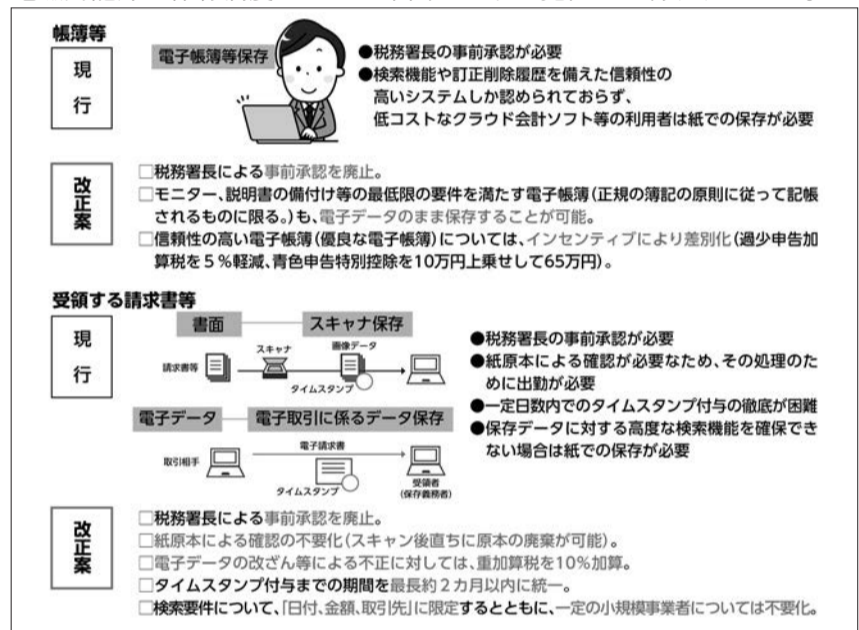 帳簿等
現行
電子帳簿等保存
●税務署長の事前承認が必要
●検索機能や訂正削除履歴を備えた信頼性の
高いシステムしか認められておらず、
低コストなクラウド会計ソフト等の利用者は紙での保存が必要
改正案
□税務署長による事前承認を廃止。
□モニター、説明書の備付け等の最低限の要件を満たす電子帳簿(正規の簿記の原則に従って記帳
されるものに限る。)も、電子データのまま保存することが可能。
□信頼性の高い電子帳簿(優良な電子帳簿)については、インセンティブにより差別化(過少申告加
算税を5%軽減、青色申告特別控除を10万円上乗せして65万円)。
受領する請求書等
現行
書面
スキャナ保存
請求書等
スキャナ
画像データ
タイムスタンプ
電子データ
電子取引に係るデータ保存
取引相手
電子請求書
タイムスタンプ
受領者
(保存義務者)
●税務署長の事前承認が必要
●紙原本による確認が必要なため、その処理のた
めに出勤が必要
●一定日数内でのタイムスタンプ付与の徹底が困難
●保存データに対する高度な検索機能を確保でき
ない場合は紙での保存が必要
改正案
□税務署長による事前承認を廃止。
□紙原本による確認の不要化(スキャン後直ちに原本の廃棄が可能)。
□電子データの改ざん等による不正に対しては、重加算税を10%加算。
□タイムスタンプ付与までの期間を最長約2カ月以内に統一。
□検索要件について、「日付、金額、取引先」に限定するとともに、一定の小規模事業者については不要化。